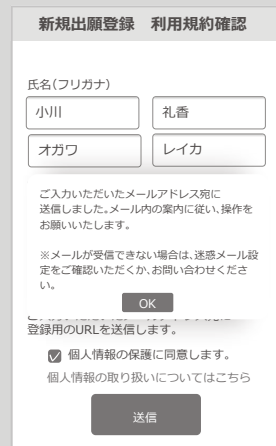 新規出願登録　利用規約確認
氏名(フリガナ)
小川　礼香
オガワ　レイカ
ご入力いただいたメールアドレス宛に
送信しました。メール内の案内に従い、操作を
お願いいたします。
※メールが受信できない場合は、迷惑メール設
定をご確認いただくか、お問い合わせくださ
い。
OK
登録用のURLを送信します。
個人情報の保護に同意します。
個人情報の取り扱いについてはこちら
送信